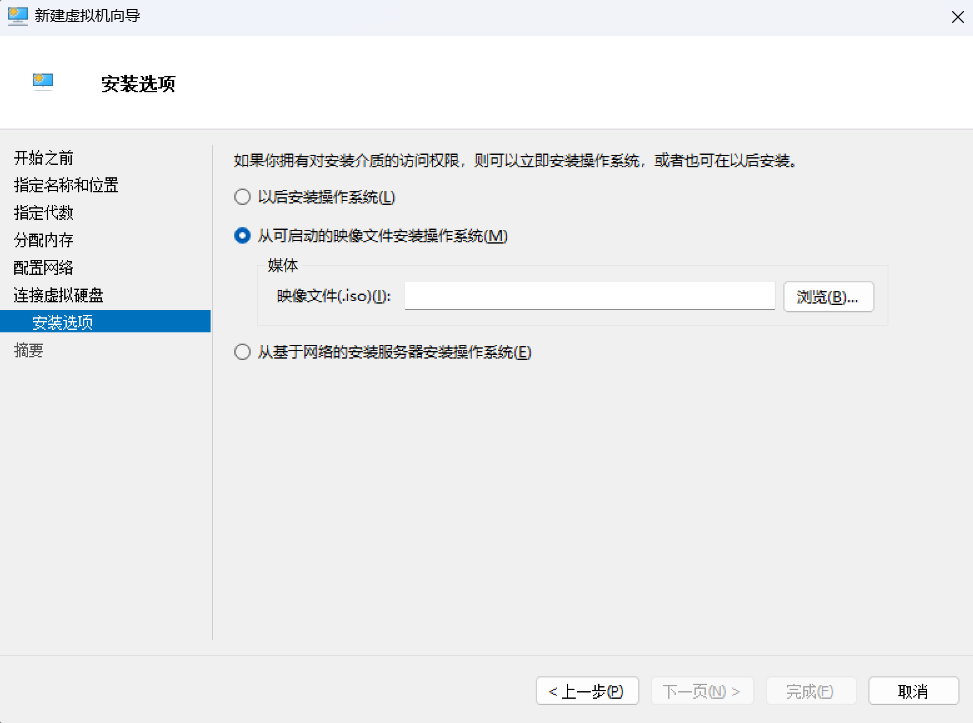 新建虚拟机向导
安装选项
开始之前
指定名称和位置
指定代数
分配内存
配置网络
连接虚拟硬盘
安装选项
摘要
如果你拥有对安装介质的访问权限，则可以立即安装操作系统，或者也可在以后安装。
以后安装操作系统(L)
从可启动的映像文件安装操作系统(M)
媒体
映像文件(.iso)(I):
浏览(B)...
从基于网络的安装服务器安装操作系统(E)
< 上一步(P)
下一页(N) >
完成(F)
取消